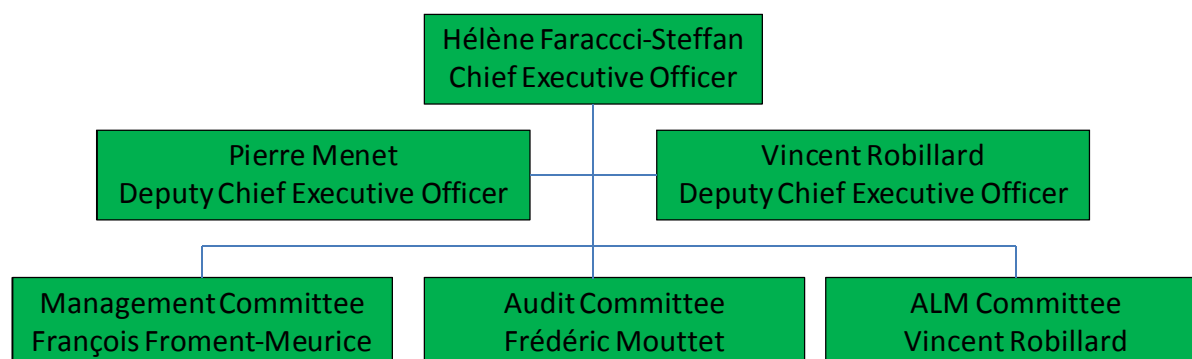 Hélène Faraccci-Steffan
Chief Executive Officer
Pierre Menet
Deputy Chief Executive Officer
Vincent Robillard
Deputy Chief Executive Officer
Management Committee
François Froment-Meurice
Audit Committee
Frédéric Mouttet
ALM Committee
Vincent Robillard